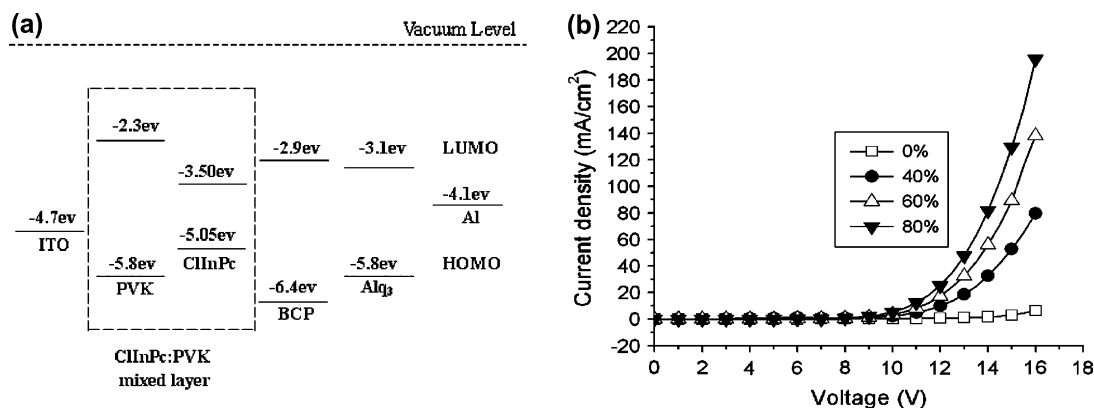 (a)
Vacuum Level
-2.3ev
-2.9ev
-3.1ev
LUMO
-3.50ev
-4.1ev
Al
-4.7ev
ITO
-5.05ev
ClInPc
-5.8ev
PVK
-5.8ev
Alq3
HOMO
-6.4ev
BCP
ClInPc:PVK
mixed layer
(b)
Current density (mA/cm2)
220
200
180
160
140
120
100
80
60
40
20
0
-20
0%
40%
60%
80%
0 2 4 6 8 10 12 14 16 18
Voltage (V)